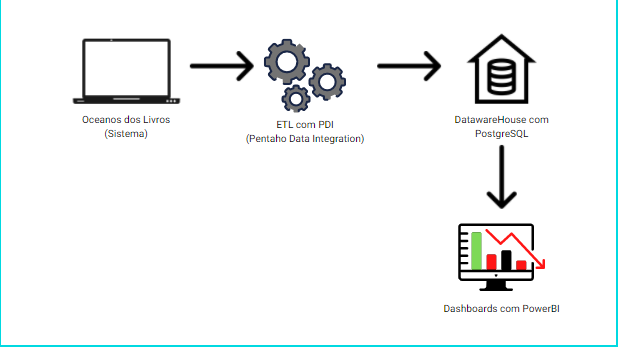 Oceanos dos Livros
(Sistema)
ETL com PDI
(Pentaho Data Integration)
DatawareHouse com
PostgreSQL
Dashboards com PowerBI